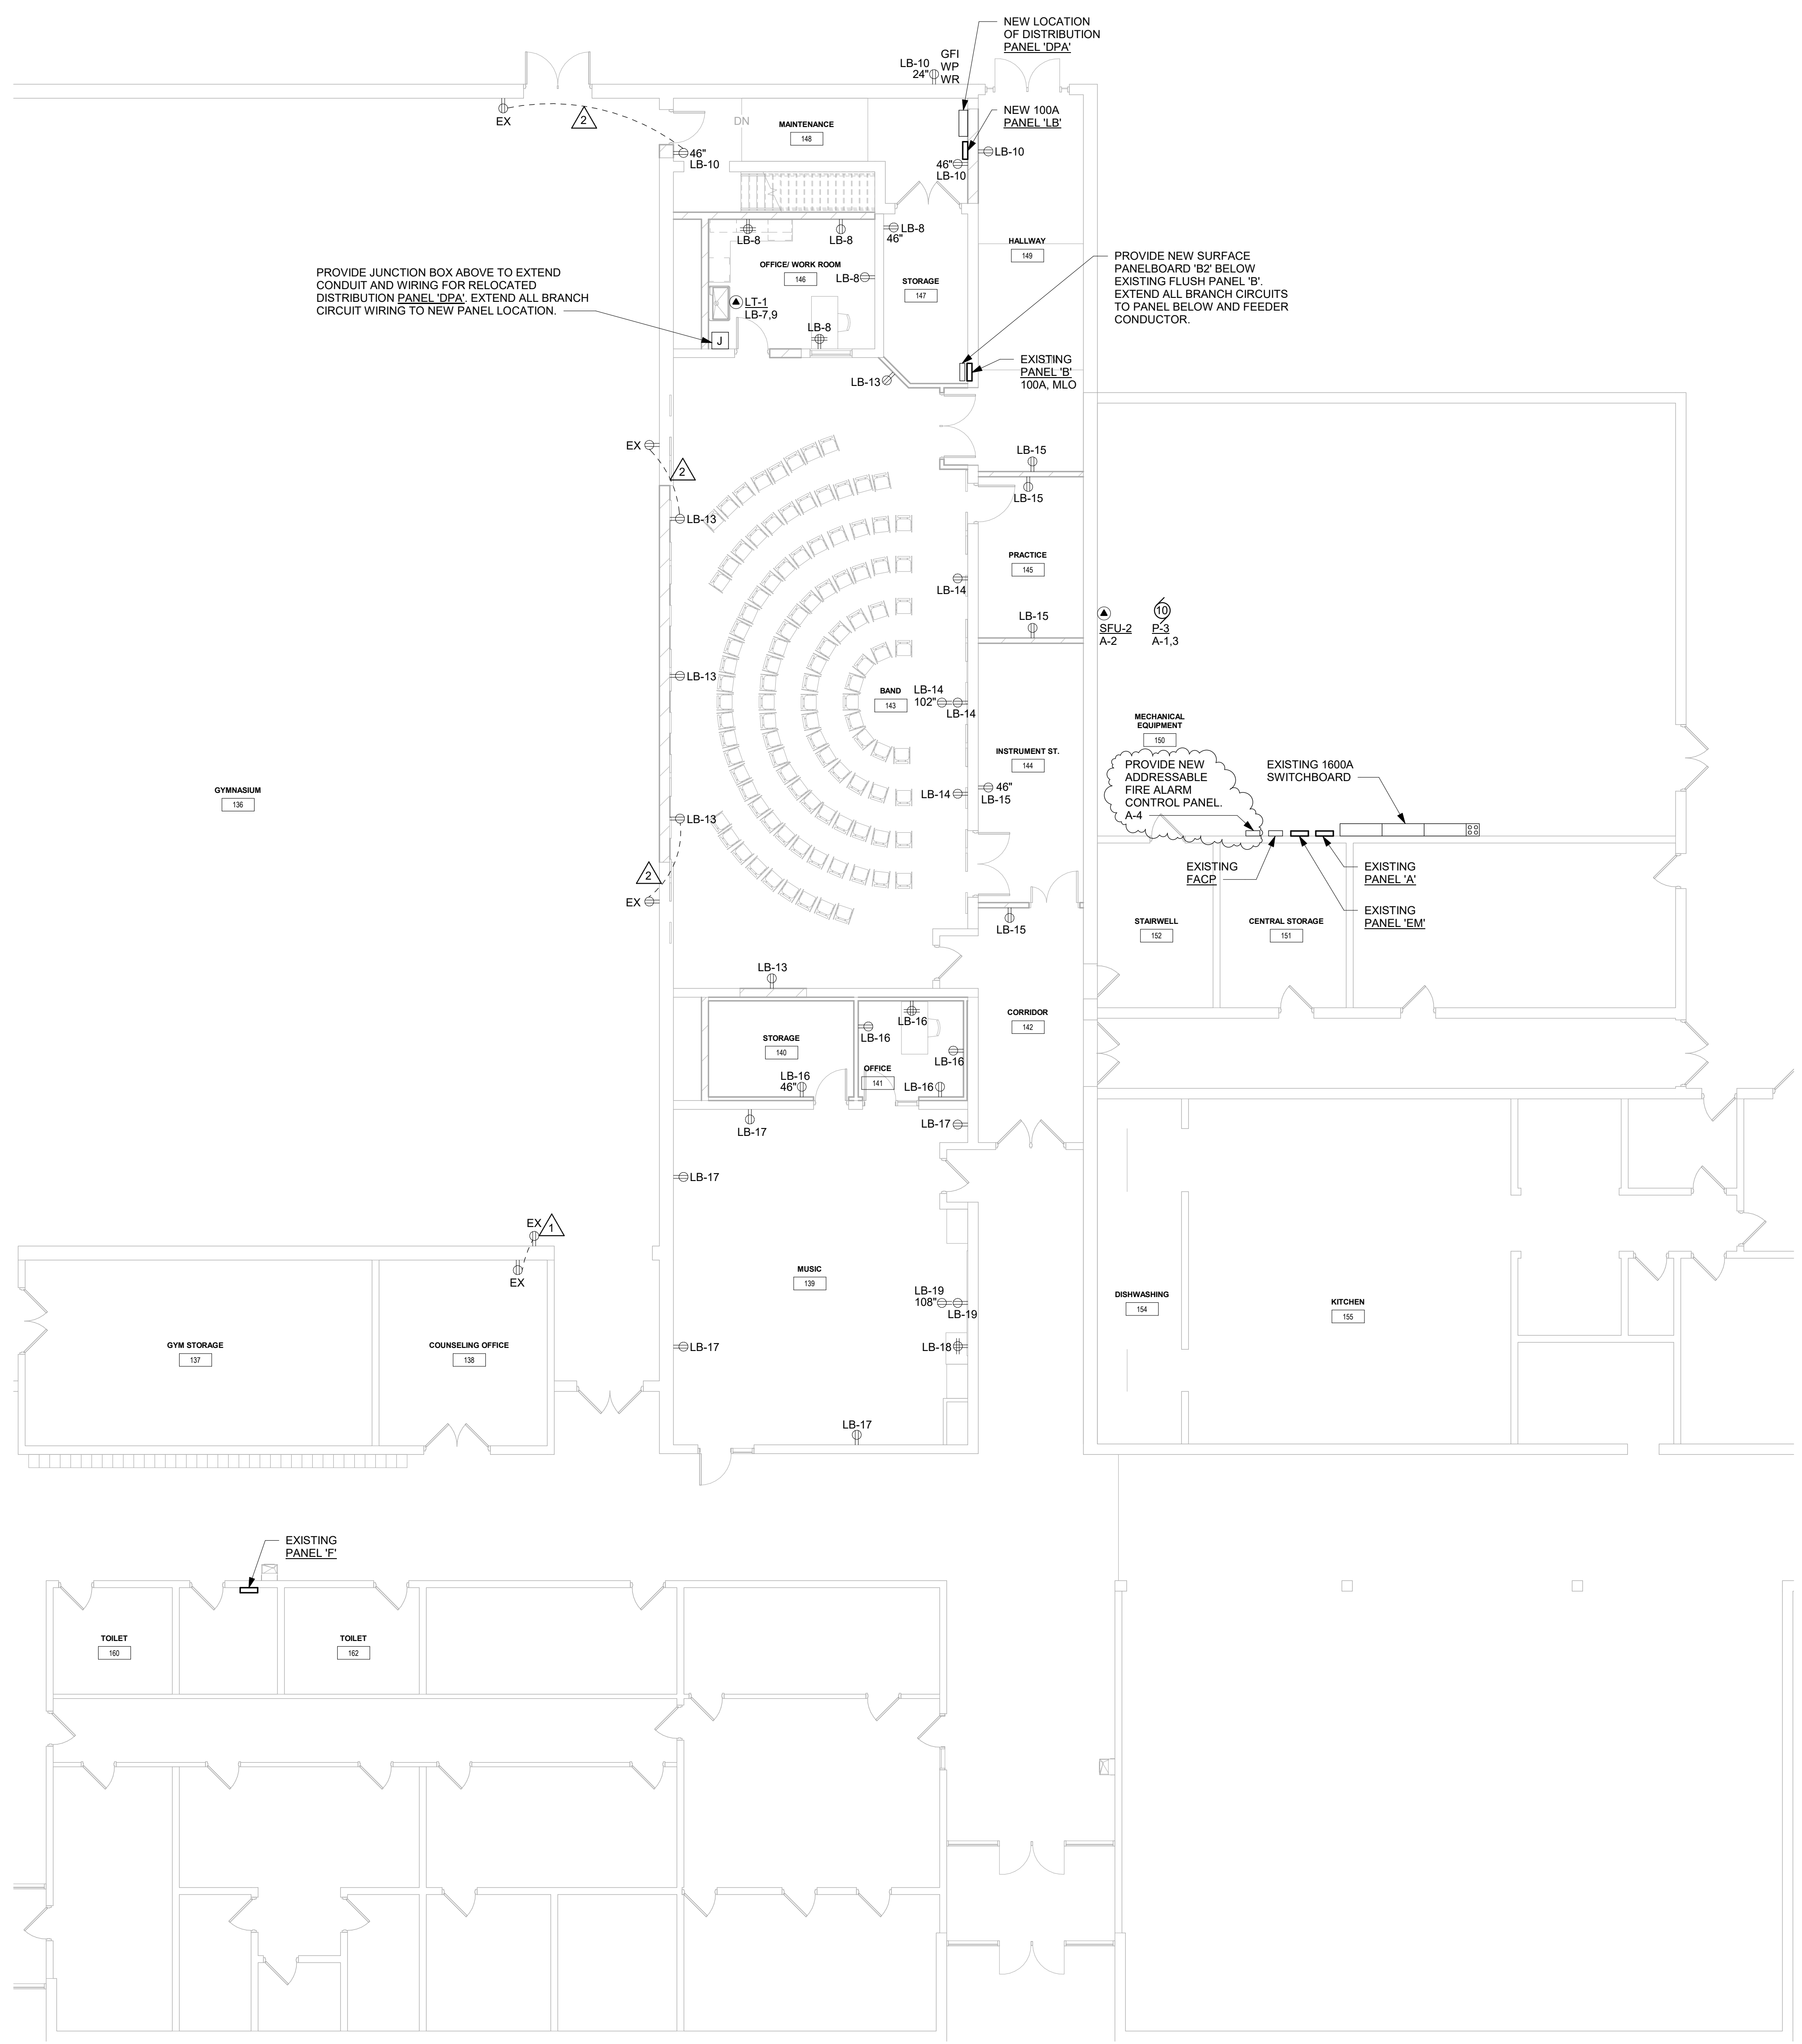 NEW LOCATION
OF DISTRIBUTION
PANEL 'DPA'
GFI
LB-10
WP
24"
WR
EX
2
DN
MAINTENANCE
148
NEW 100A
PANEL 'LB'
46"
LB-10
LB-10
46"
LB-10
LB-8
LB-8
LB-8
46"
HALLWAY
149
OFFICE/ WORK ROOM
146
LB-8
STORAGE
147
PROVIDE NEW SURFACE
PANELBOARD 'B2' BELOW
EXISTING FLUSH PANEL 'B'.
EXTEND ALL BRANCH CIRCUITS
TO PANEL BELOW AND FEEDER
CONDUCTOR.
PROVIDE JUNCTION BOX ABOVE TO EXTEND
CONDUIT AND WIRING FOR RELOCATED
DISTRIBUTION PANEL 'DPA'. EXTEND ALL BRANCH
CIRCUIT WIRING TO NEW PANEL LOCATION.
LT-1
LB-7,9
LB-8
J
EXISTING
PANEL 'B'
100A, MLO
LB-13
EX
2
LB-15
LB-15
LB-13
PRACTICE
145
LB-14
LB-15
SFU-2
A-2
10
P-3
A-1,3
LB-13
BAND
143
LB-14
102"
LB-14
MECHANICAL
EQUIPMENT
150
INSTRUMENT ST.
144
PROVIDE NEW
ADDRESSABLE
FIRE ALARM
CONTROL PANEL.
A-4
EXISTING 1600A
SWITCHBOARD
GYMNASIUM
136
LB-14
46"
LB-15
LB-13
2
EX
EXISTING
FACP
EXISTING
PANEL 'A'
EXISTING
PANEL 'EM'
LB-15
STAIRWELL
152
CENTRAL STORAGE
151
LB-13
CORRIDOR
142
LB-16
LB-16
LB-16
STORAGE
140
OFFICE
141
LB-16
46"
LB-16
LB-17
LB-17
LB-17
EX
1
EX
MUSIC
139
LB-19
108"
LB-19
LB-18
LB-17
LB-17
DISHWASHING
154
KITCHEN
155
GYM STORAGE
137
COUNSELING OFFICE
138
EXISTING
PANEL 'F'
TOILET
160
TOILET
162